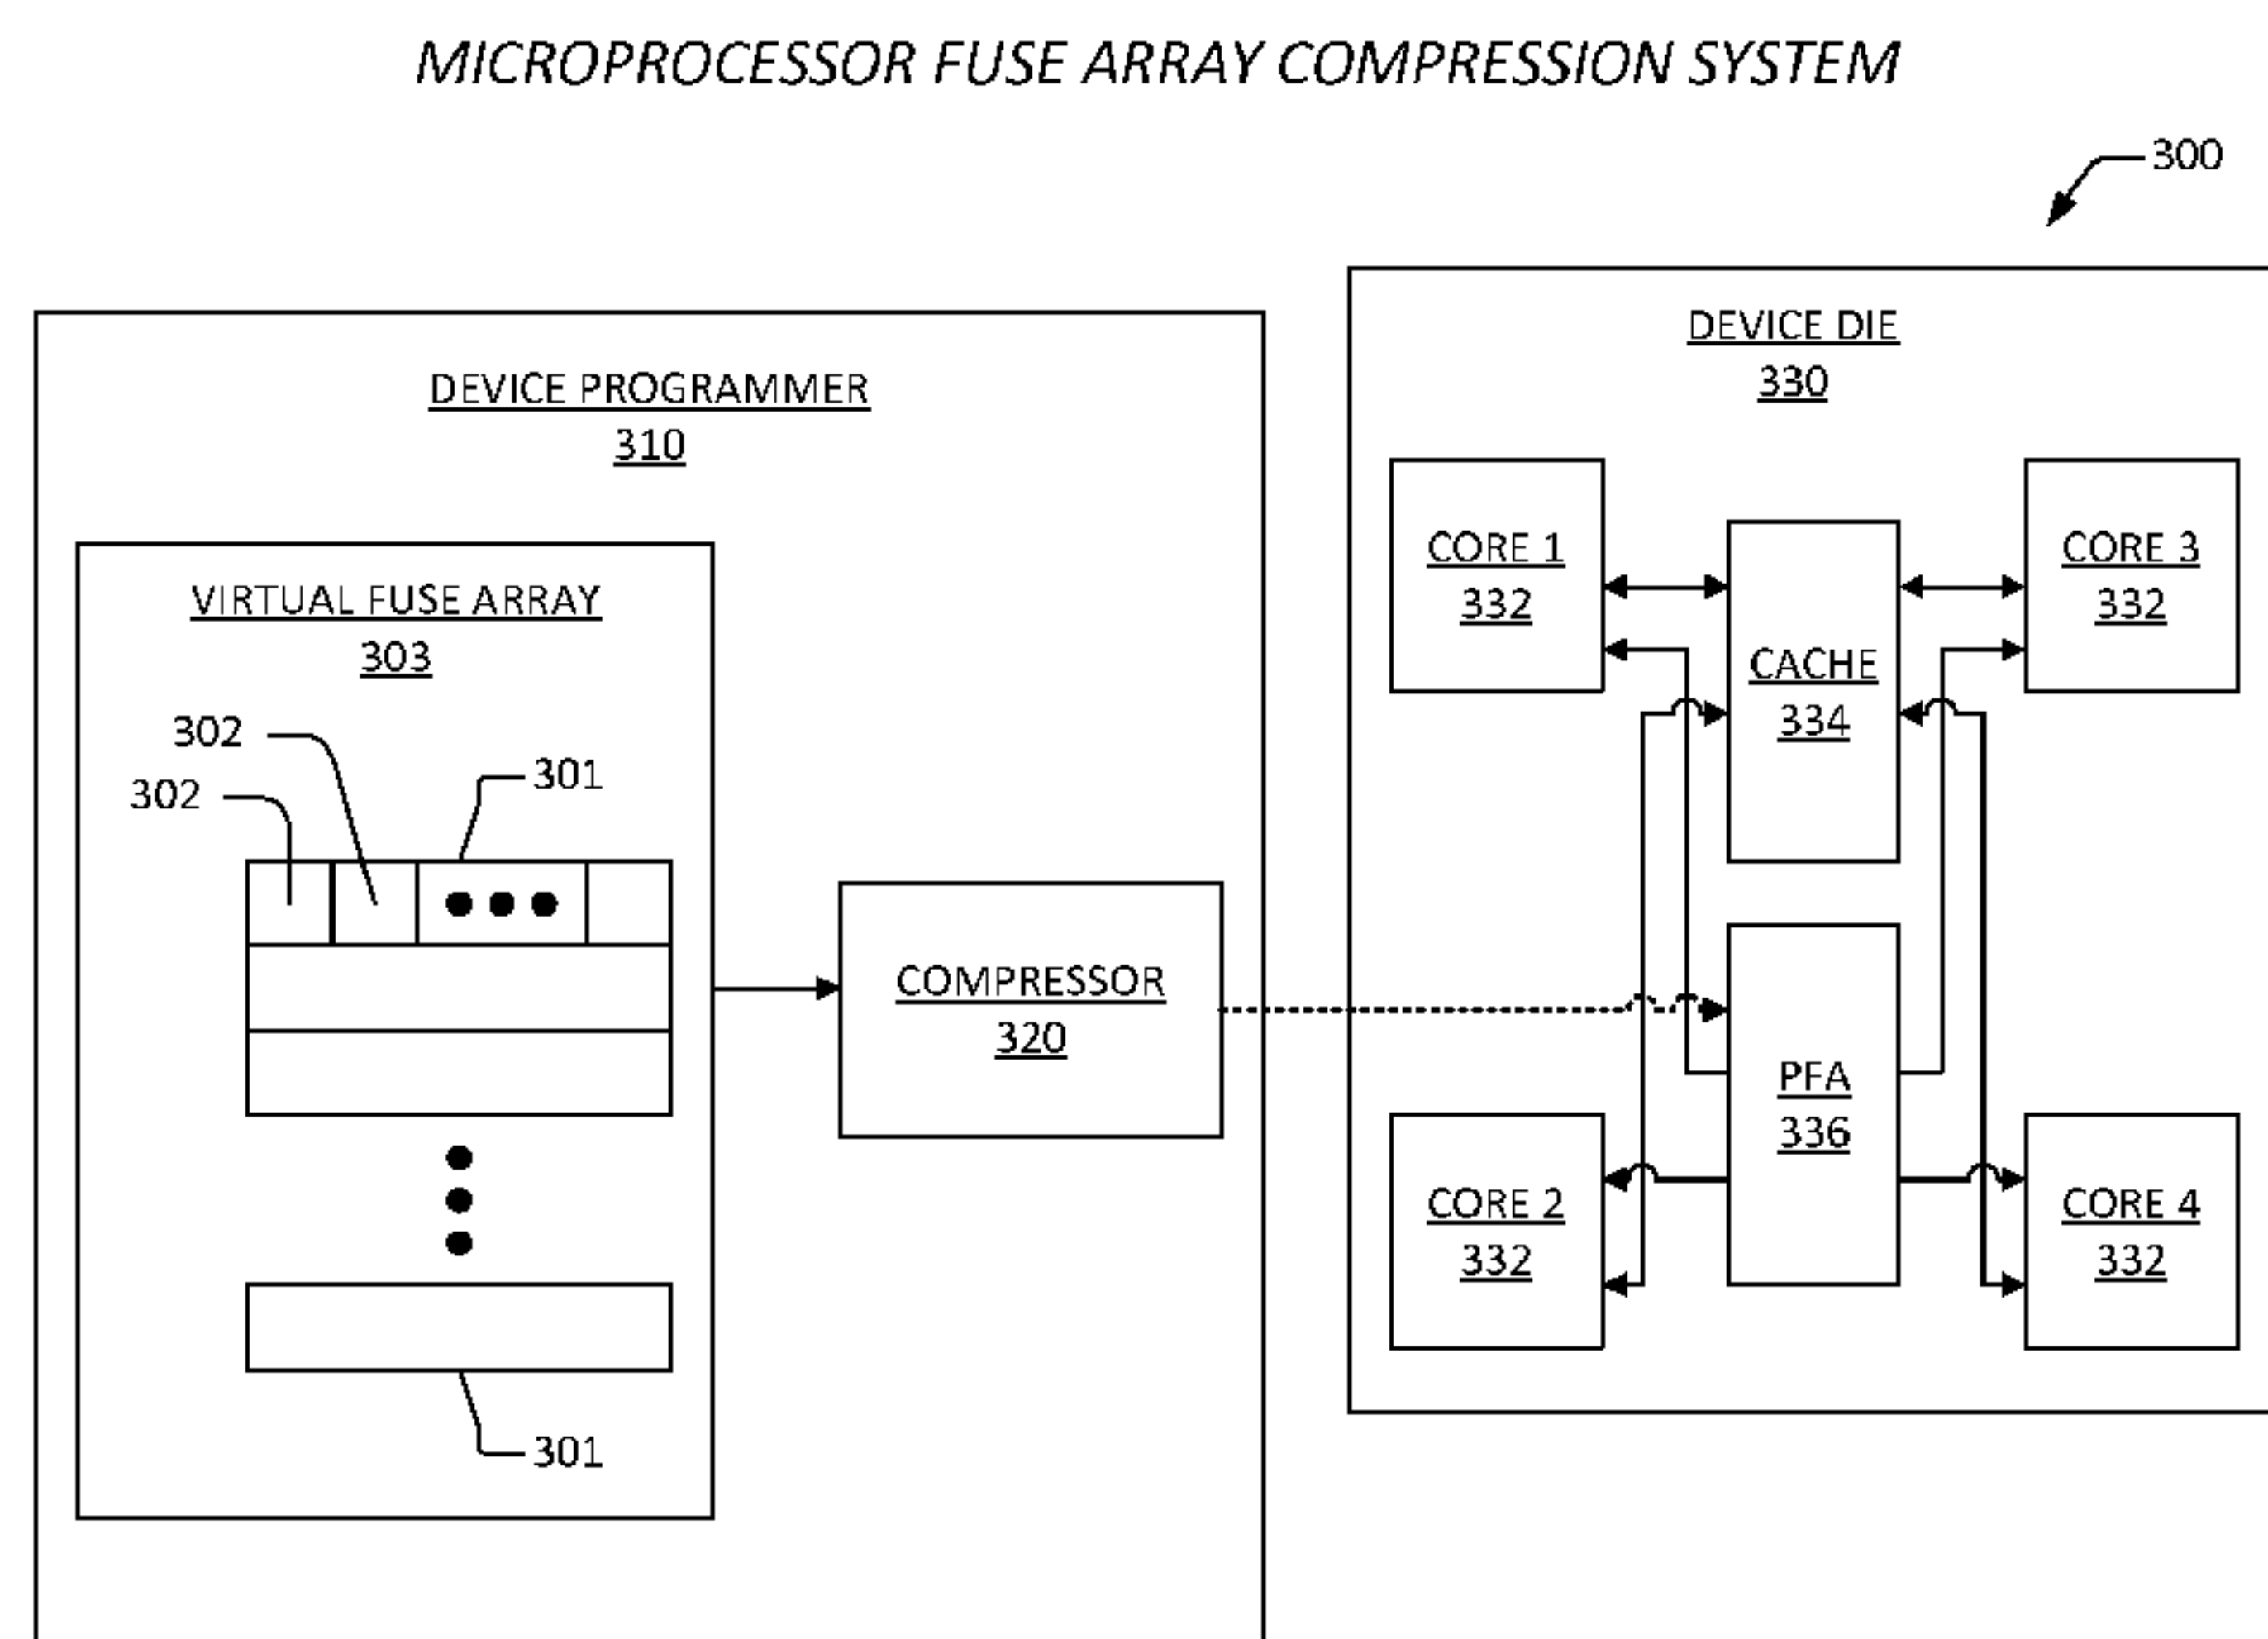 MICROPROCESSOR FUSE ARRAY COMPRESSION SYSTEM
300
DEVICE PROGRAMMER
310
VIRTUAL FUSE ARRAY
303
302
302
301
301
COMPRESSOR
320
DEVICE DIE
330
CORE 1
332
CACHE
334
CORE 3
332
PFA
336
CORE 2
332
CORE 4
332